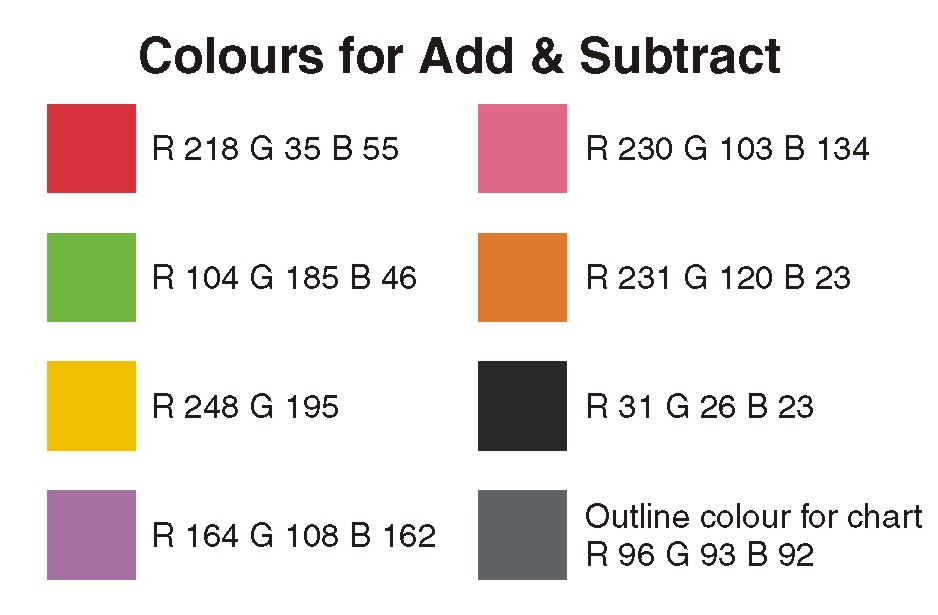 Colours for Add & Subtract
R 218 G 35 B 55
R 230 G 103 B 134
R 104 G 185 B 46
R 231 G 120 B 23
R 248 G 195
R 31 G 26 B 23
R 164 G 108 B 162
Outline colour for chart
R 96 G 93 B 92